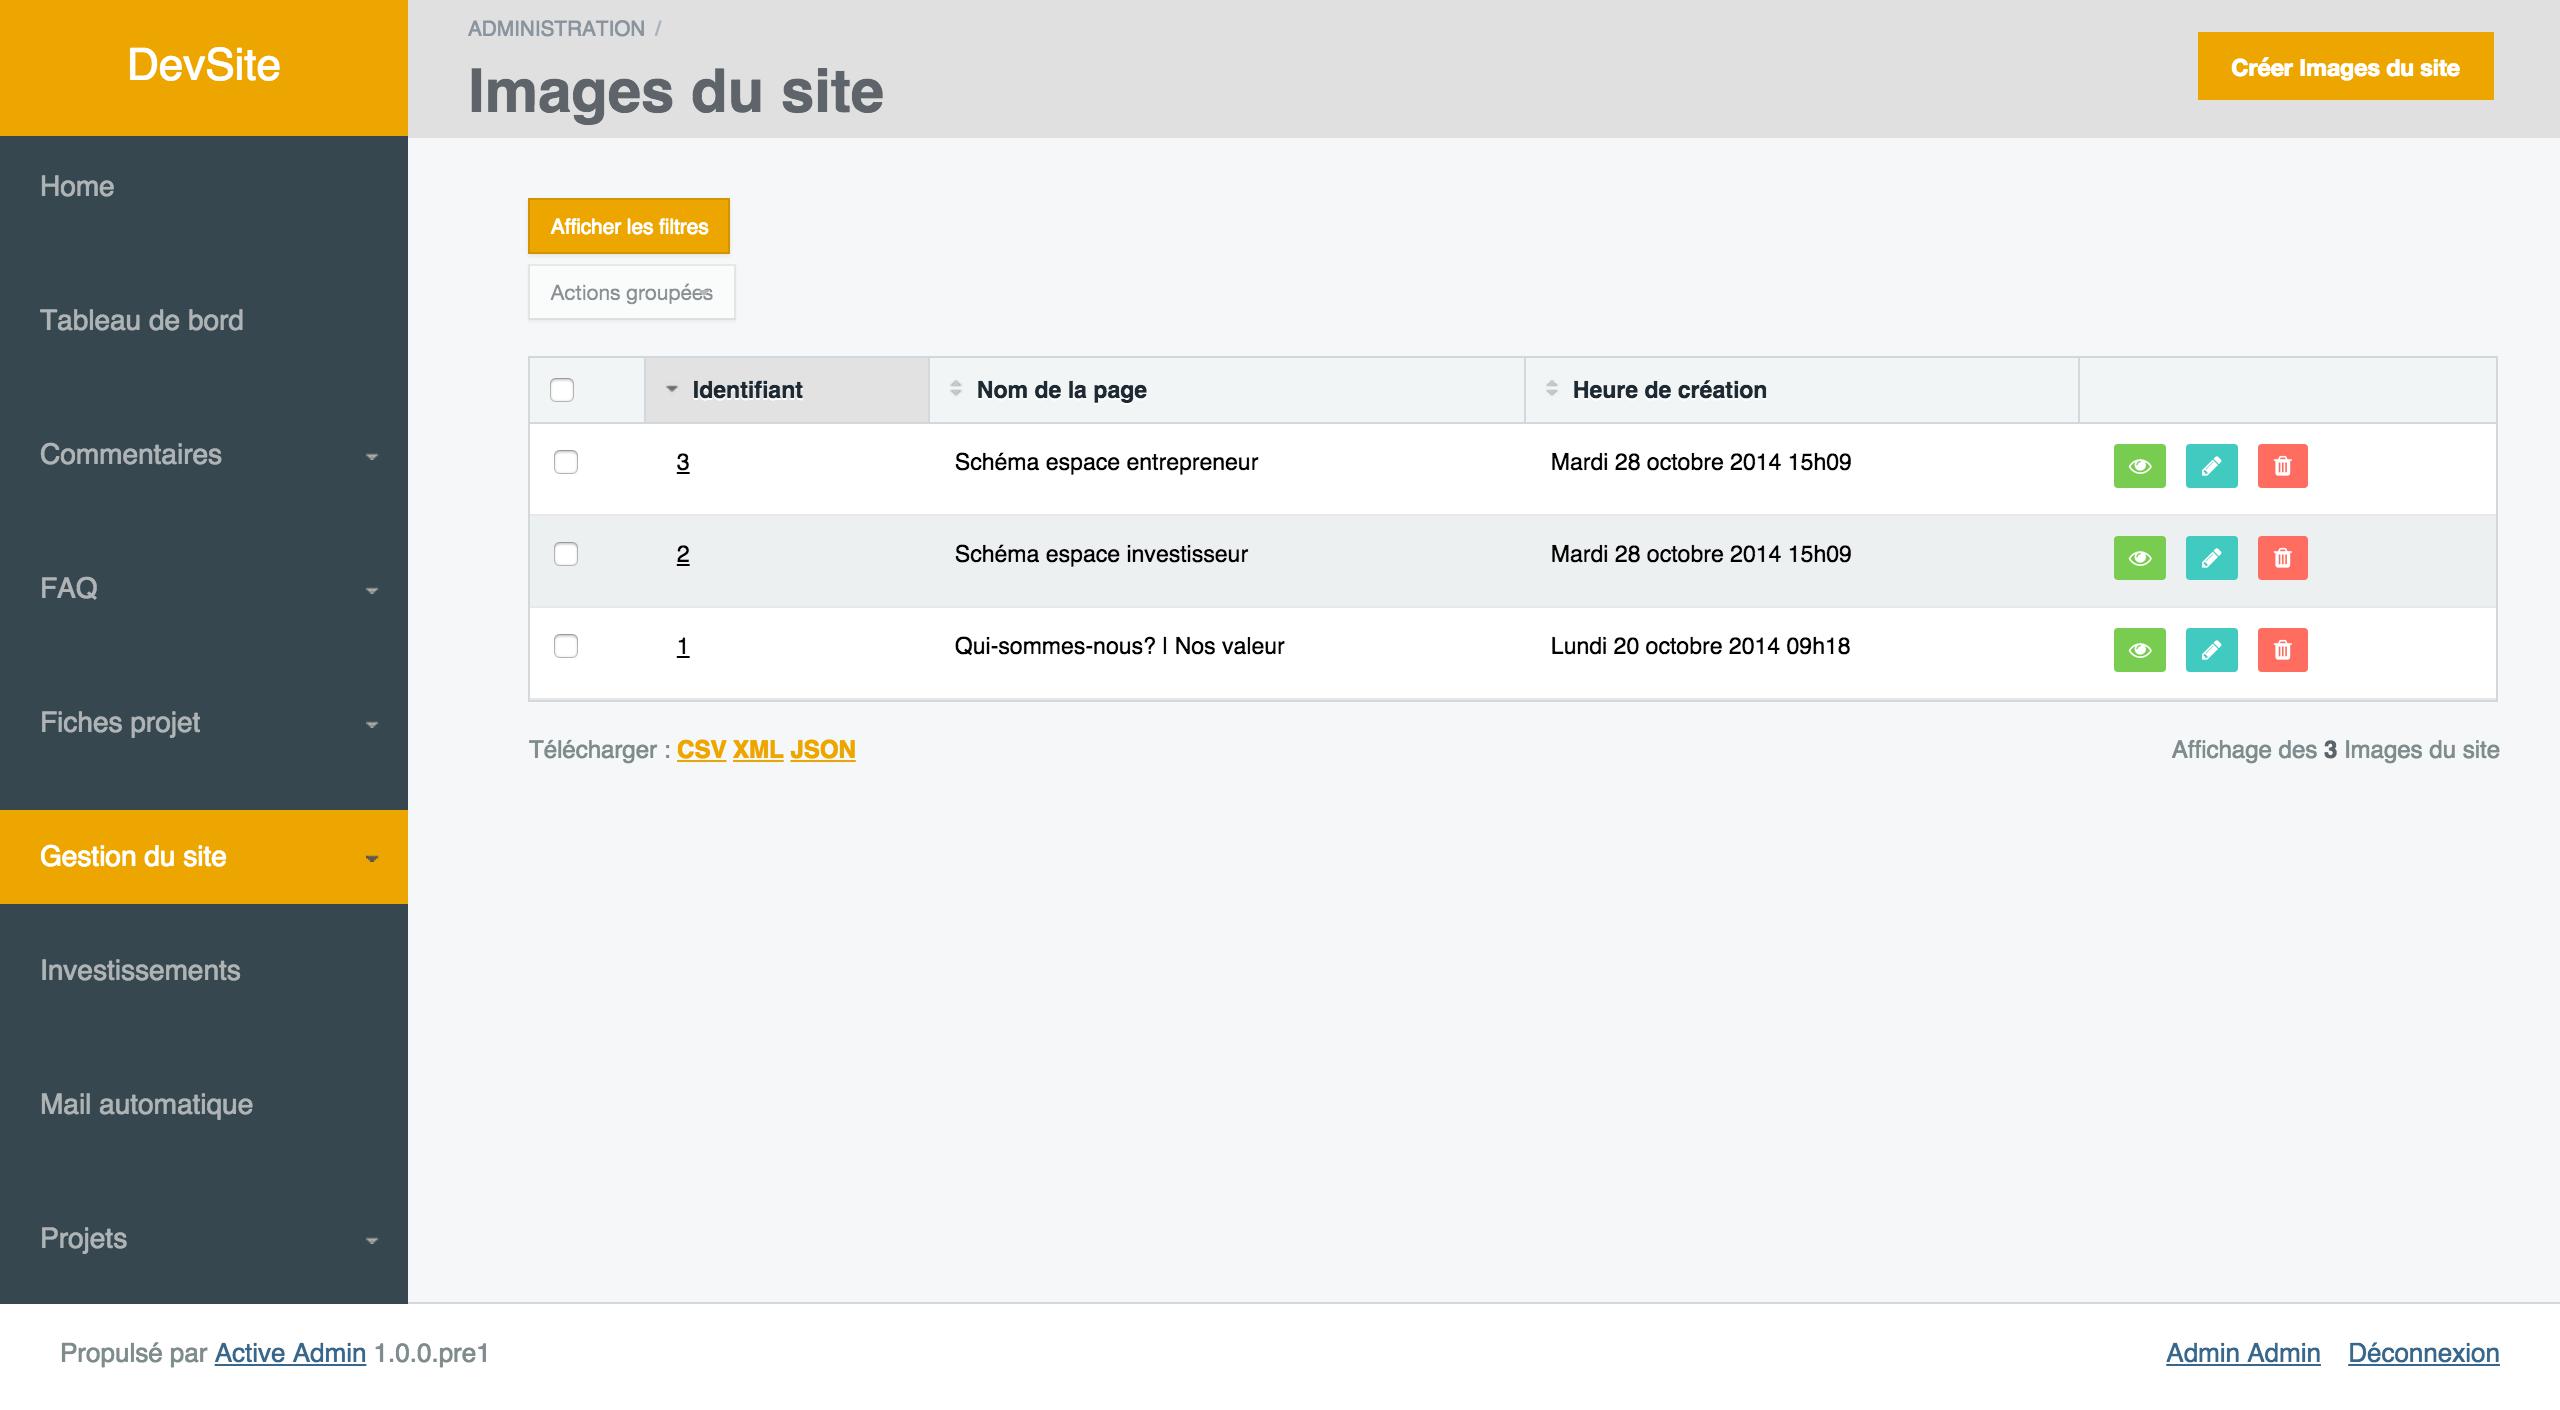 DevSite
Home
Tableau de bord
Commentaires
FAQ
Fiches projet
Gestion du site
Investissements
Mail automatique
Projets
ADMINISTRATION /
Images du site
Créer Images du site
Afficher les filtres
Actions groupées
Identifiant Nom de la page Heure de création
3 Schéma espace entrepreneur Mardi 28 octobre 2014 15h09
2 Schéma espace investisseur Mardi 28 octobre 2014 15h09
1 Qui-sommes-nous? | Nos valeur Lundi 20 octobre 2014 09h18
Télécharger : CSV XML JSON
Affichage des 3 Images du site
Propulsé par Active Admin 1.0.0.pre1
Admin Admin Déconnexion